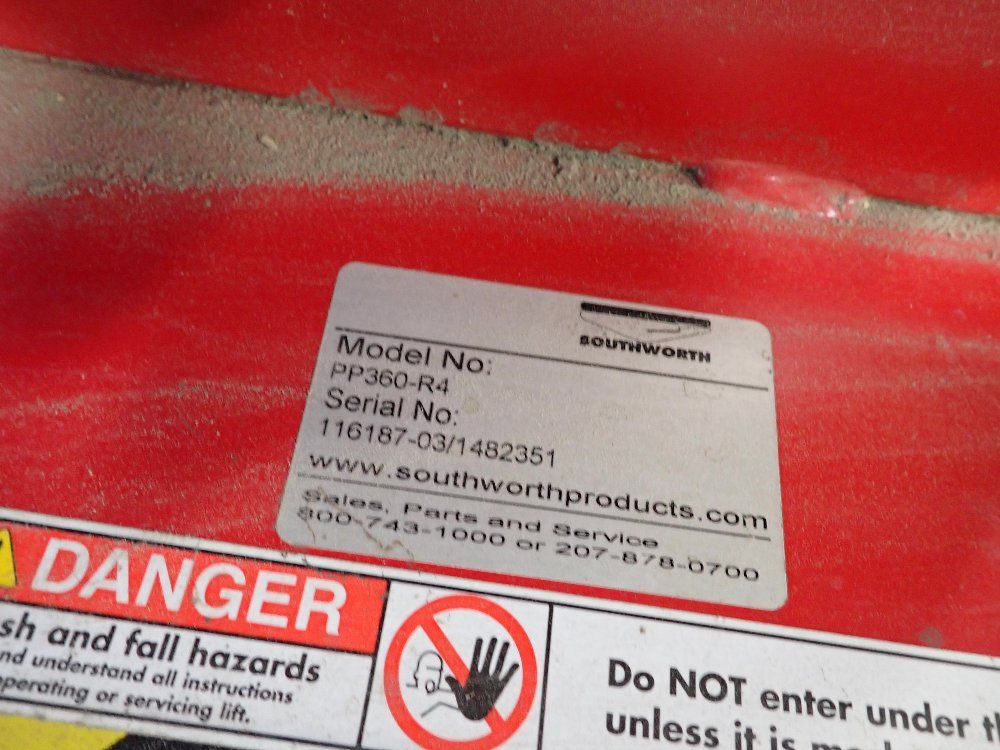 SOUTHWORTH
Model No:
PP360-R4
Serial No:
116187-03/1482351
www.southworthproducts.com
Sales, Parts and Service
800-743-1000 or 207-878-0700
DANGER
sh and fall hazards
nd understand all instructions
operating or servicing lift.
Do NOT enter under th
unless it is